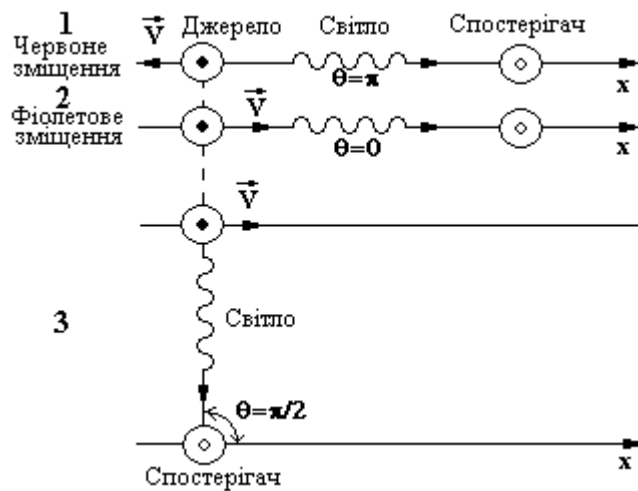 1
V Джерело Світло Спостерігач
Червоне
зміщення
θ=π
x
2
Фіолетове
зміщення
V
θ=0
x
V
3
Світло
θ=π/2
x
Спостерігач